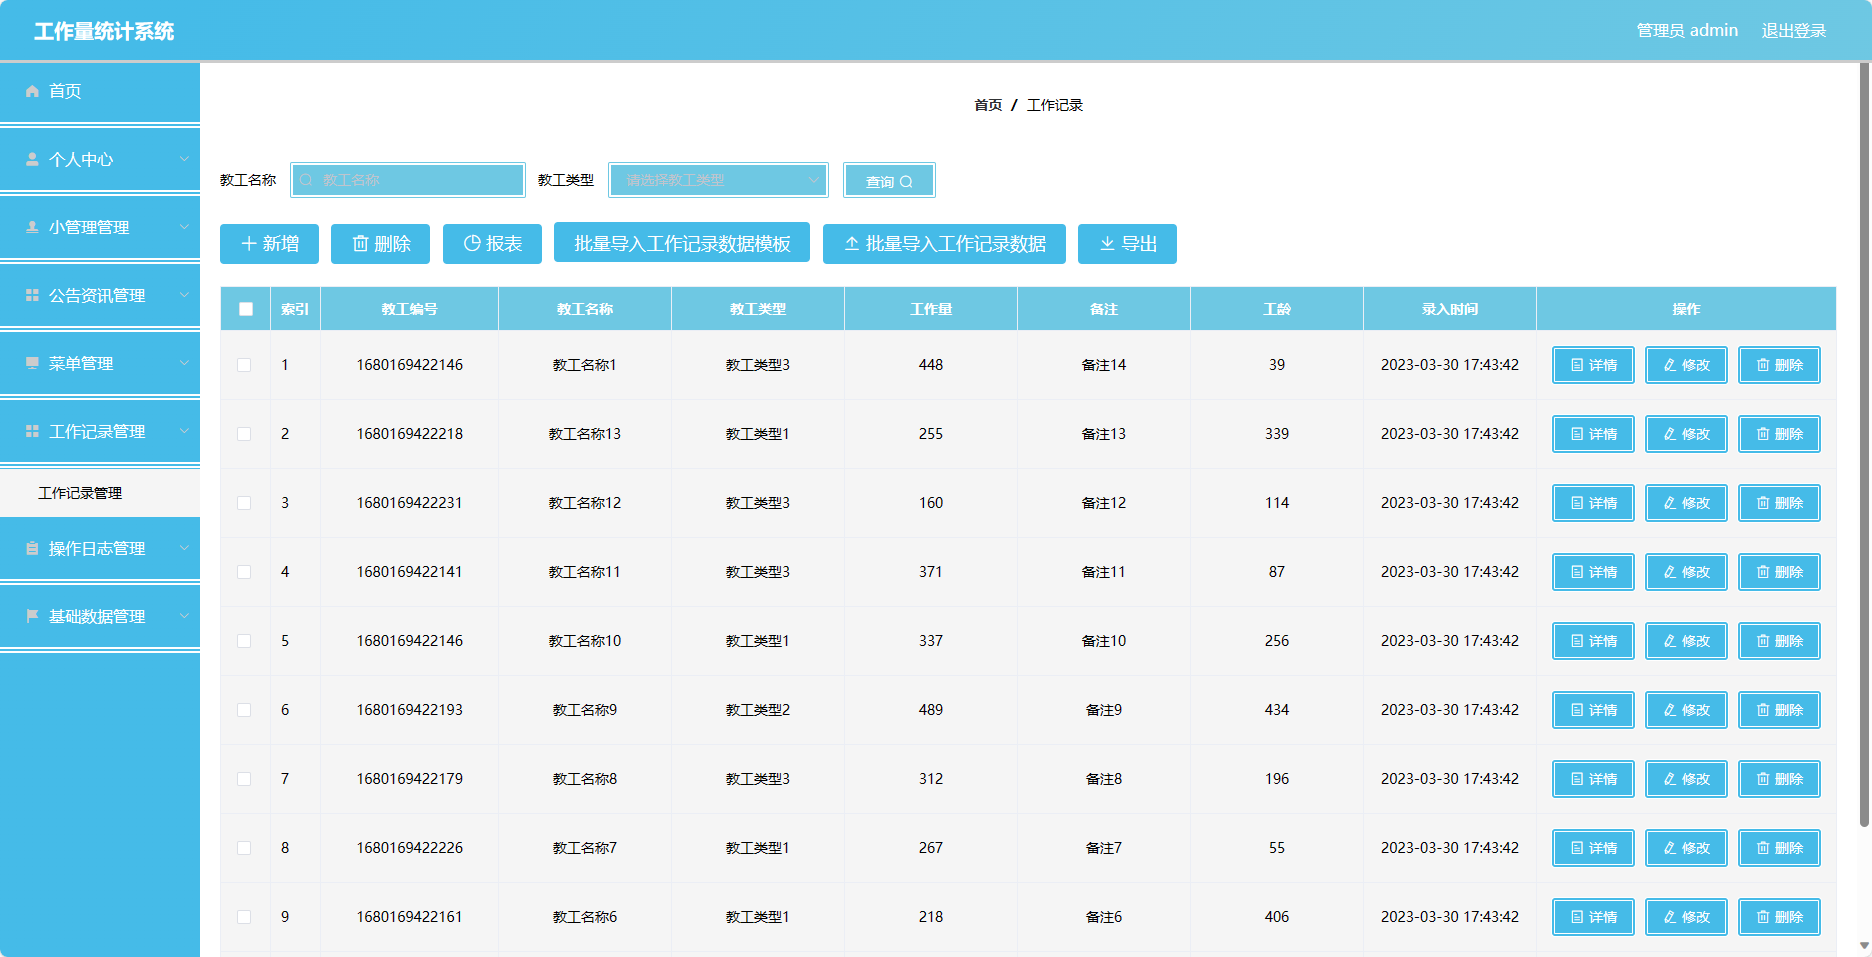 工作量统计系统
管理员 admin 退出登录
首页
个人中心
小管理管理
公告资讯管理
菜单管理
工作记录管理
工作记录管理
操作日志管理
基础数据管理
首页 / 工作记录
教工名称 教工名称 教工类型 请选择教工类型 查询
新增 删除 报表 批量导入工作记录数据模板 批量导入工作记录数据 导出
索引 教工编号 教工名称 教工类型 工作量 备注 工龄 录入时间 操作
1 1680169422146 教工名称1 教工类型3 448 备注14 39 2023-03-30 17:43:42 详情 修改 删除
2 1680169422218 教工名称13 教工类型1 255 备注13 339 2023-03-30 17:43:42 详情 修改 删除
3 1680169422231 教工名称12 教工类型3 160 备注12 114 2023-03-30 17:43:42 详情 修改 删除
4 1680169422141 教工名称11 教工类型3 371 备注11 87 2023-03-30 17:43:42 详情 修改 删除
5 1680169422146 教工名称10 教工类型1 337 备注10 256 2023-03-30 17:43:42 详情 修改 删除
6 1680169422193 教工名称9 教工类型2 489 备注9 434 2023-03-30 17:43:42 详情 修改 删除
7 1680169422179 教工名称8 教工类型3 312 备注8 196 2023-03-30 17:43:42 详情 修改 删除
8 1680169422226 教工名称7 教工类型1 267 备注7 55 2023-03-30 17:43:42 详情 修改 删除
9 1680169422161 教工名称6 教工类型1 218 备注6 406 2023-03-30 17:43:42 详情 修改 删除